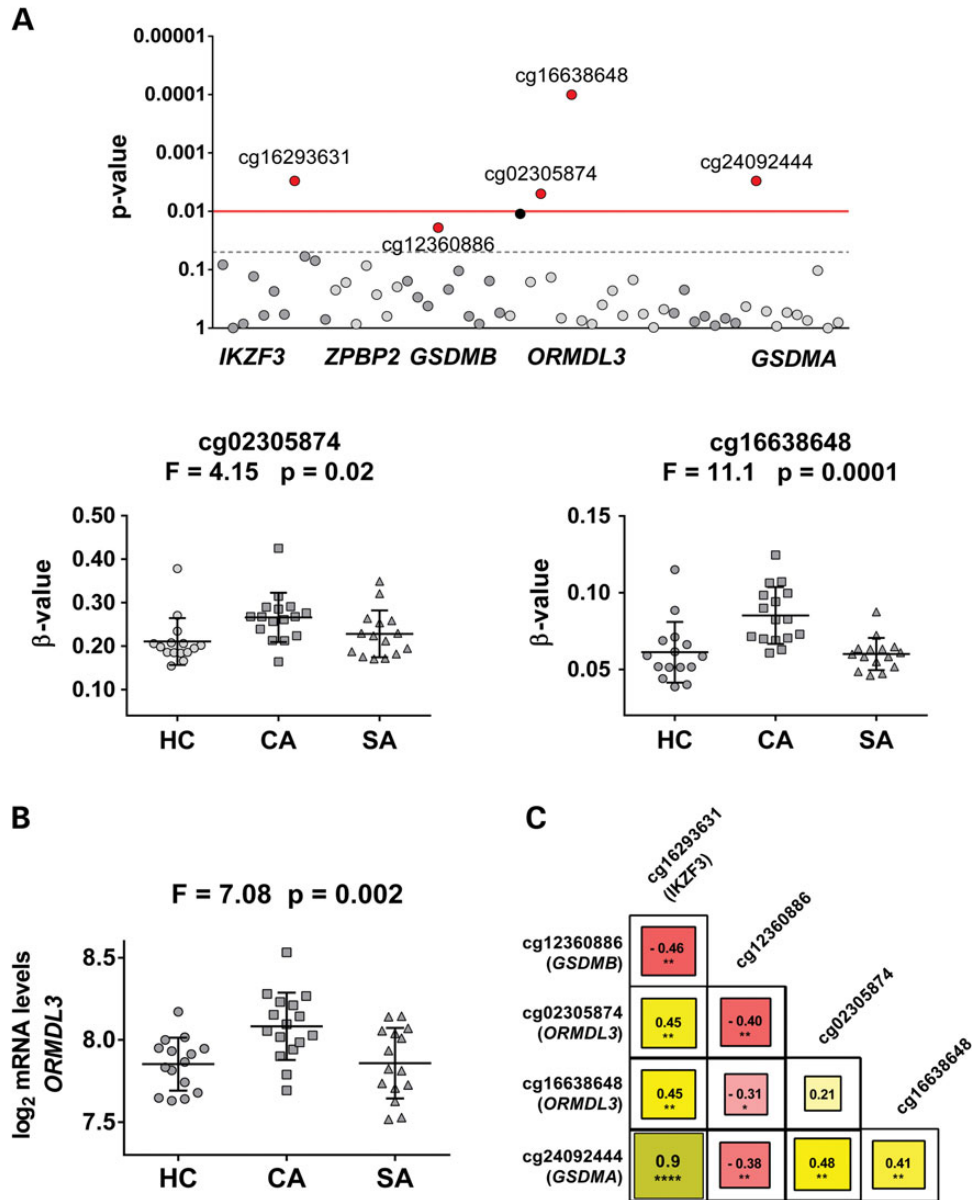 A
0.00001
0.0001
0.001
0.01
0.1
1
p-value
cg16638648
cg16293631
cg02305874
cg24092444
cg12360886
IKZF3 ZPBP2 GSDMB ORMDL3 GSDMA
cg02305874
F = 4.15 p = 0.02
0.50
0.40
0.30
0.20
0.10
β-value
HC CA SA
cg16638648
F = 11.1 p = 0.0001
0.15
0.10
0.05
β-value
HC CA SA
B
F = 7.08 p = 0.002
8.5
8.0
7.5
log₂ mRNA levels
ORMDL3
HC CA SA
C
cg16293631
(IKZF3)
cg12360886
cg02305874
cg16638648
cg12360886
(GSDMB)
- 0.46
**
cg02305874
(ORMDL3)
0.45 - 0.40
** **
cg16638648
(ORMDL3)
0.45 - 0.31 0.21
** *
cg24092444
(GSDMA)
0.9 - 0.38 0.48 0.41
**** ** ** **